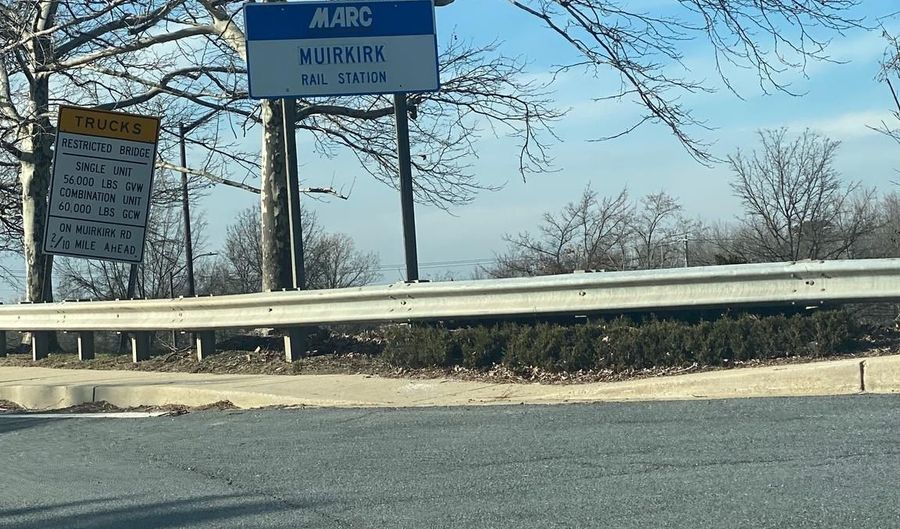 MARC
MUIRKIRK
RAIL STATION
TRUCKS
RESTRICTED BRIDGE
SINGLE UNIT
56,000 LBS GVW
COMBINATION UNIT
60,000 LBS GCW
ON MUIRKIRK RD
2/10 MILE AHEAD